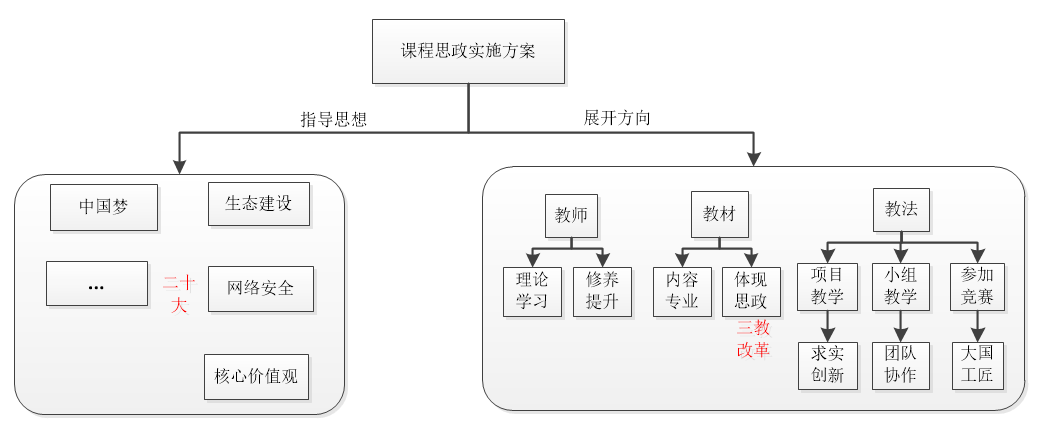 课程思政实施方案
指导思想
展开方向
中国梦
生态建设
...
二十
大
网络安全
核心价值观
教师
教材
教法
理论
学习
修养
提升
内容
专业
体现
思政
三教
改革
项目
教学
小组
教学
参加
竞赛
求实
创新
团队
协作
大国
工匠